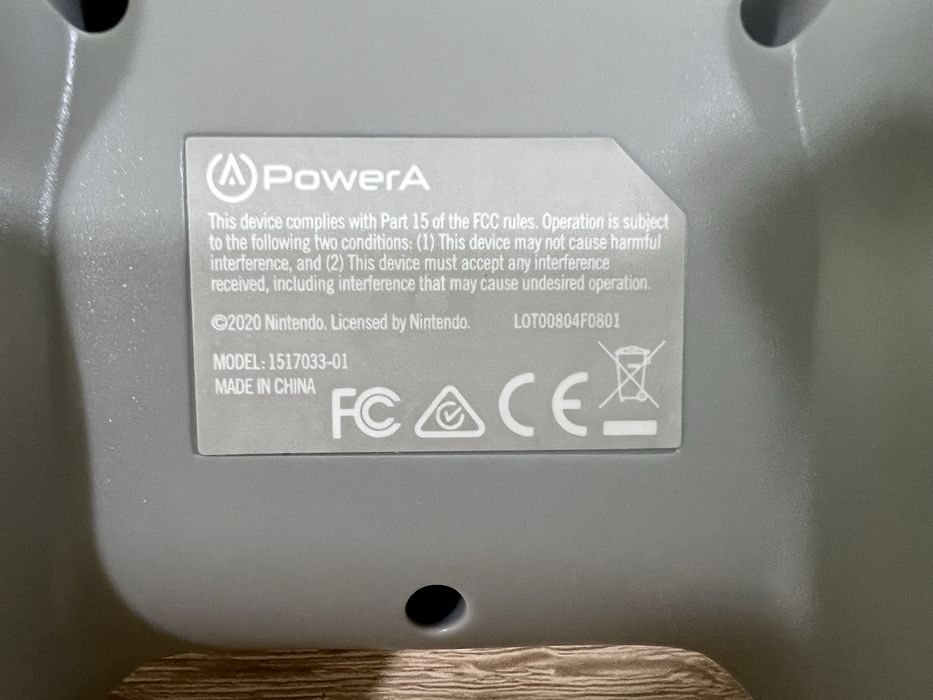 PowerA
This device complies with Part 15 of the FCC rules. Operation is subject
to the following two conditions: (1) This device may not cause harmful
interference, and (2) This device must accept any interference
received, including interference that may cause undesired operation.
©2020 Nintendo. Licensed by Nintendo. LOT00804F0801
MODEL: 1517033-01
MADE IN CHINA
FC CE